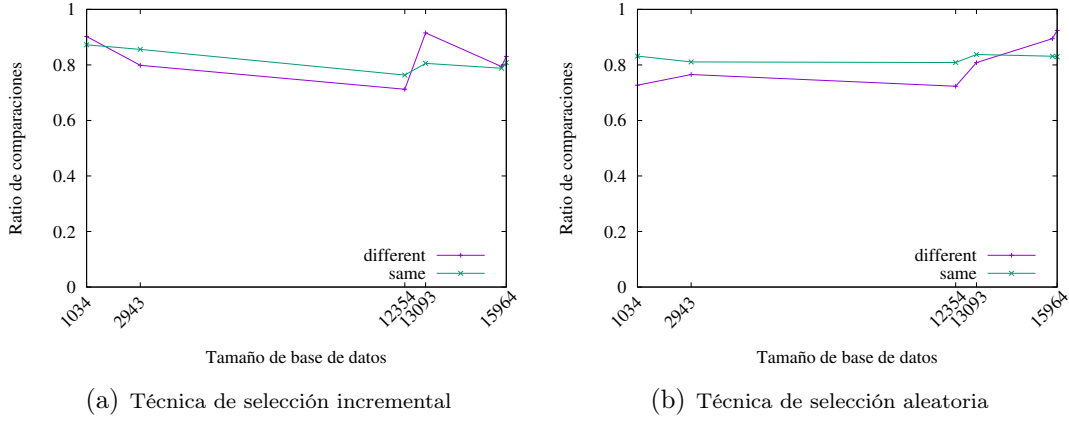 1
0.8
0.6
0.4
0.2
0
Ratio de comparaciones
different
same
1034
2943
12354
13093
15964
Tamaño de base de datos
(a) Técnica de selección incremental
1
0.8
0.6
0.4
0.2
0
Ratio de comparaciones
different
same
1034
2943
12354
13093
15964
Tamaño de base de datos
(b) Técnica de selección aleatoria